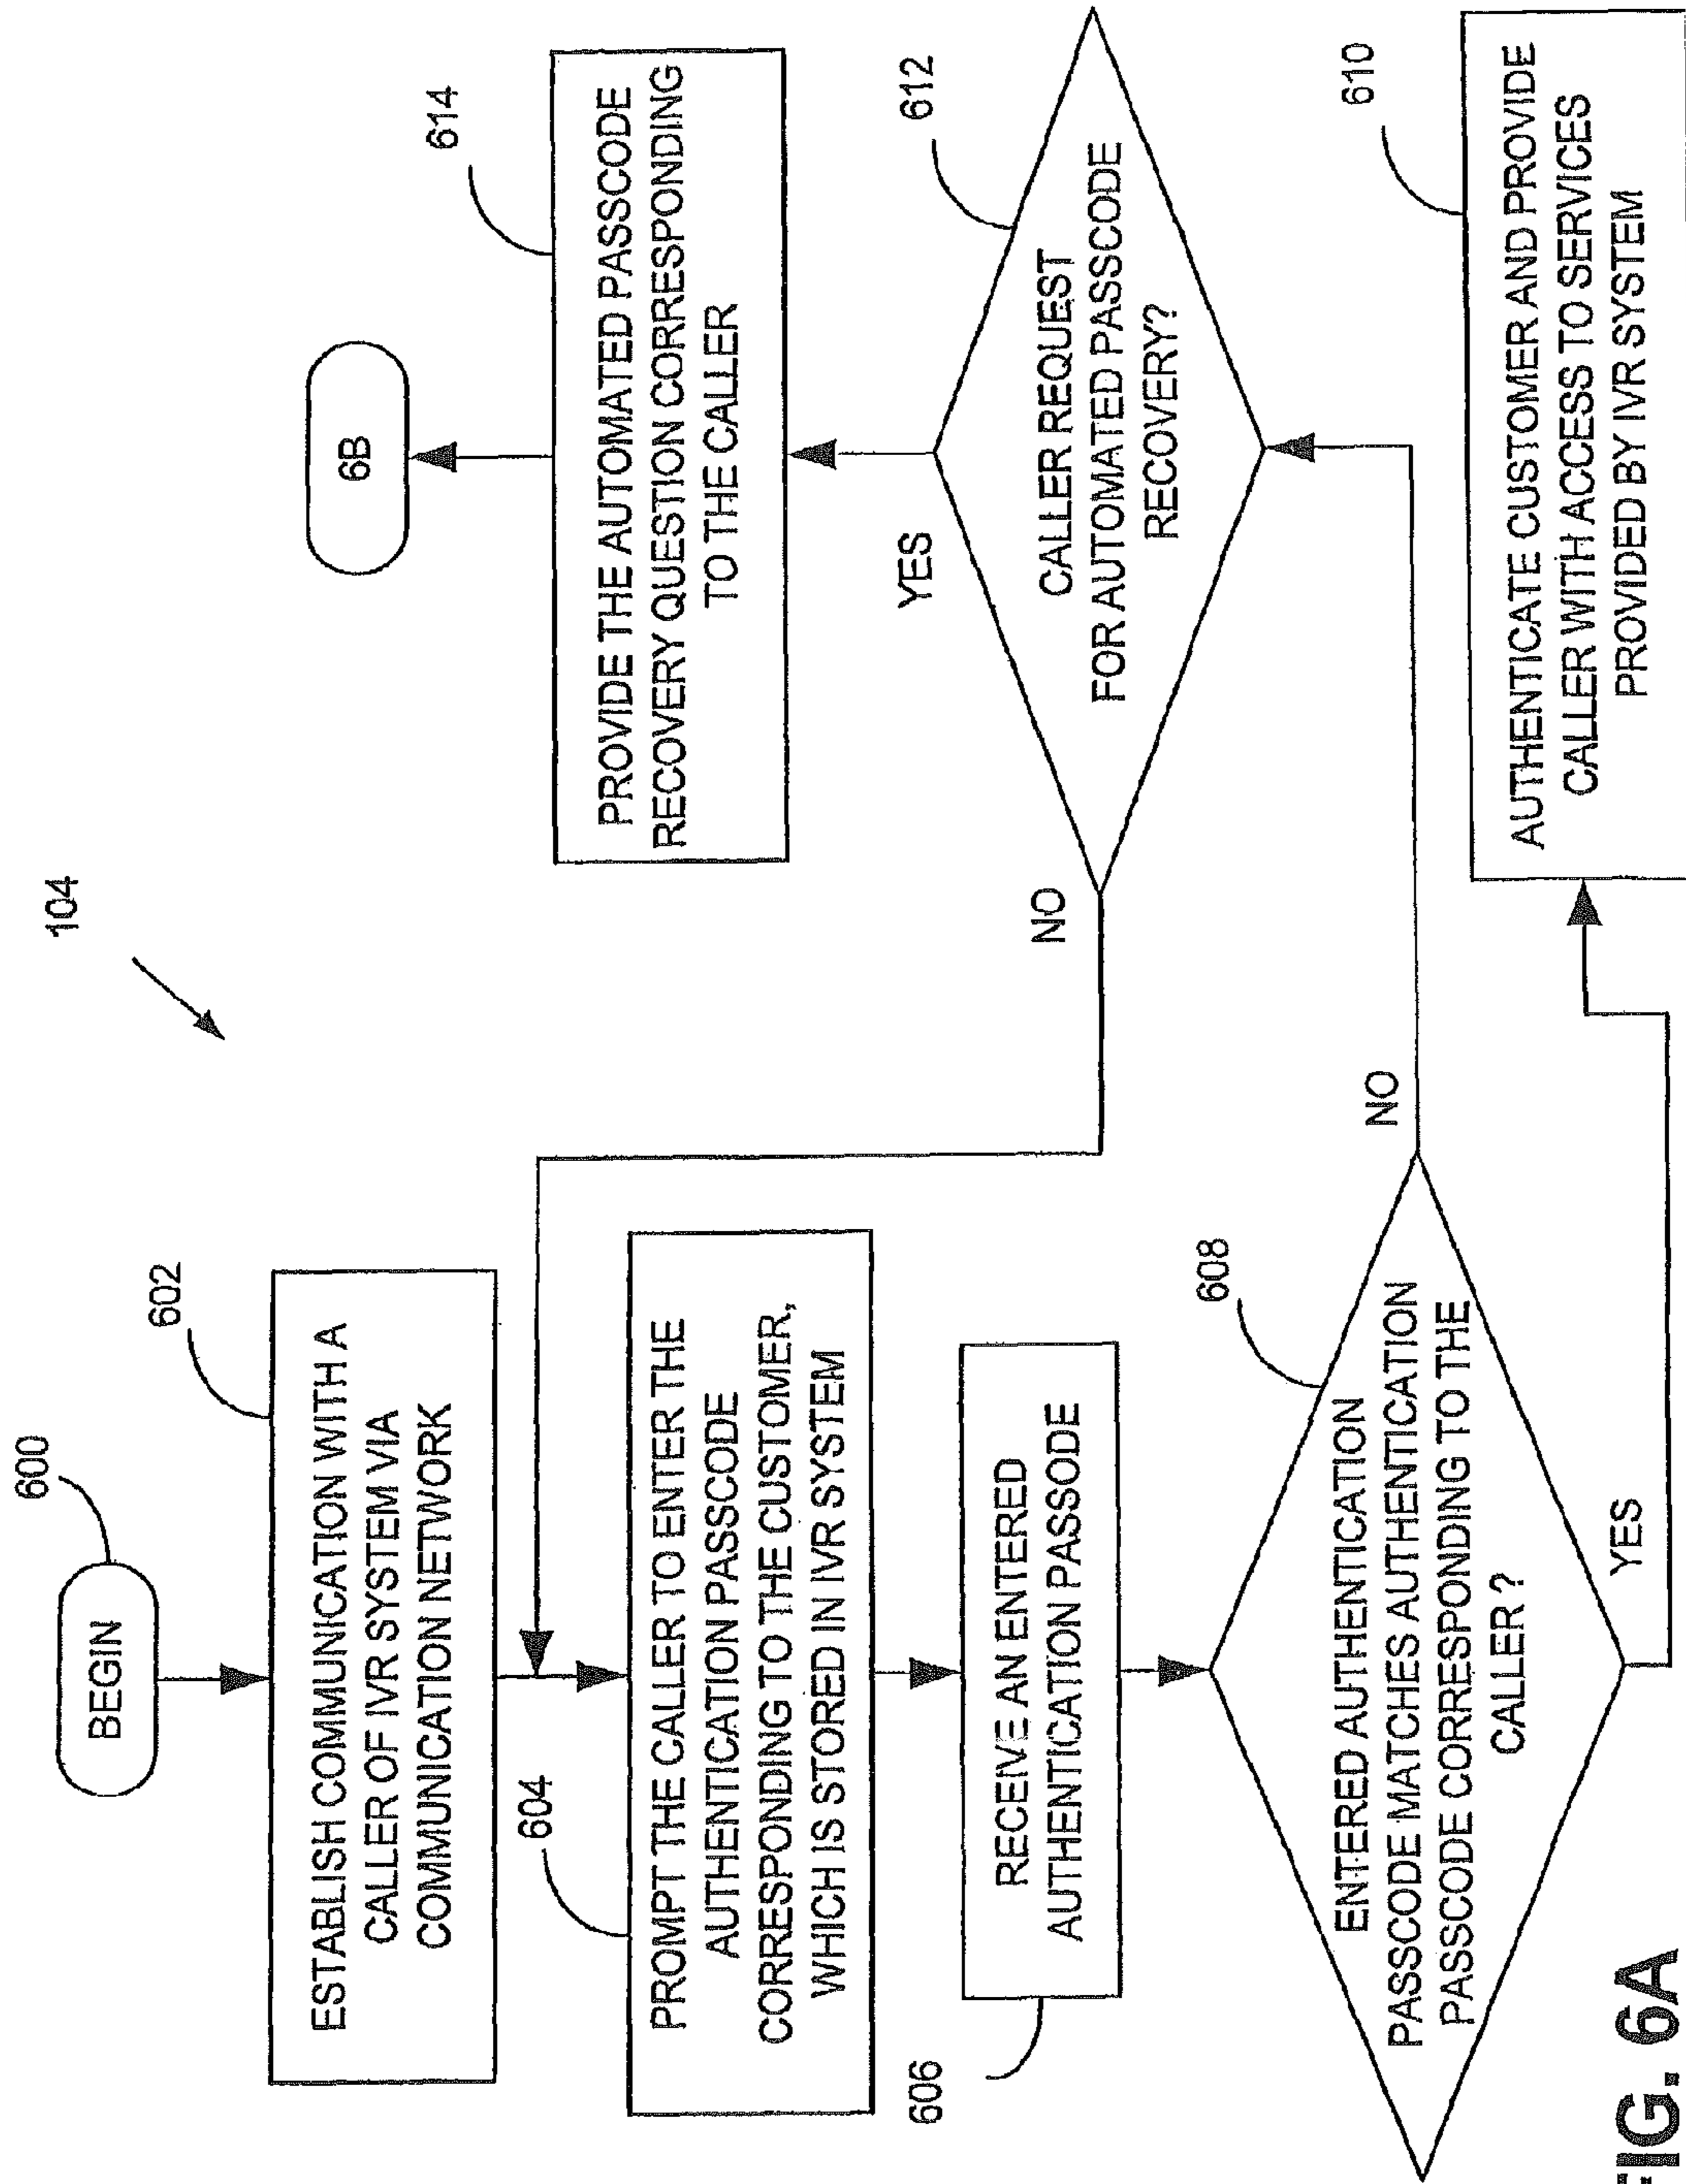 104
600
BEGIN
602
ESTABLISH COMMUNICATION WITH A
CALLER OF IVR SYSTEM VIA
COMMUNICATION NETWORK
604
PROMPT THE CALLER TO ENTER THE
AUTHENTICATION PASSCODE
CORRESPONDING TO THE CUSTOMER,
WHICH IS STORED IN IVR SYSTEM
606
RECEIVE AN ENTERED
AUTHENTICATION PASSODE
608
ENTERED AUTHENTICATION
PASSCODE MATCHES AUTHENTICATION
PASSCODE CORRESPONDING TO THE
CALLER ?
NO
YES
6B
614
PROVIDE THE AUTOMATED PASSCODE
RECOVERY QUESTION CORRESPONDING
TO THE CALLER
YES
612
CALLER REQUEST
FOR AUTOMATED PASSCODE
RECOVERY?
NO
610
AUTHENTICATE CUSTOMER AND PROVIDE
CALLER WITH ACCESS TO SERVICES
PROVIDED BY IVR SYSTEM
FIG. 6A